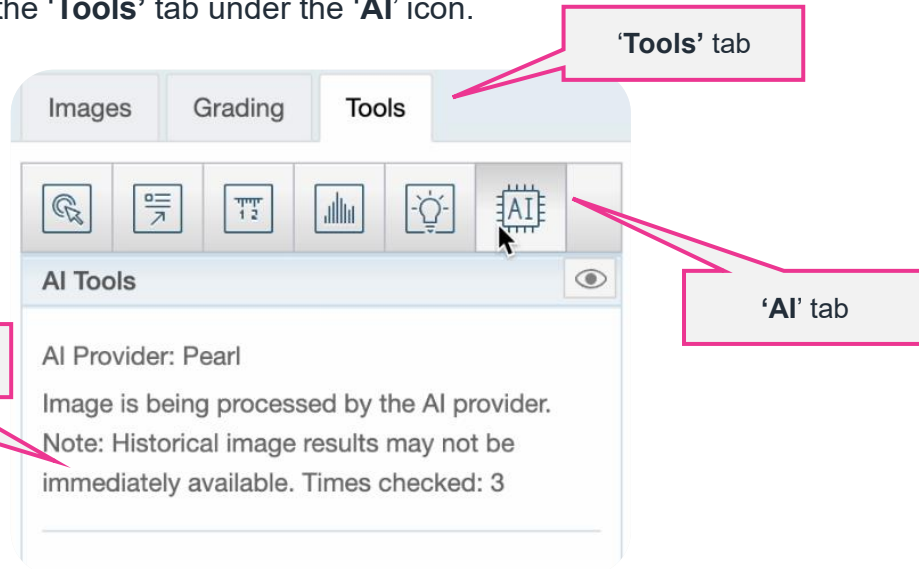 the ‘Tools’ tab under the ‘AI’ icon.
‘Tools’ tab
Images Grading Tools
1 2
AI
AI Tools
‘AI’ tab
AI Provider: Pearl
Image is being processed by the AI provider.
Note: Historical image results may not be
immediately available. Times checked: 3